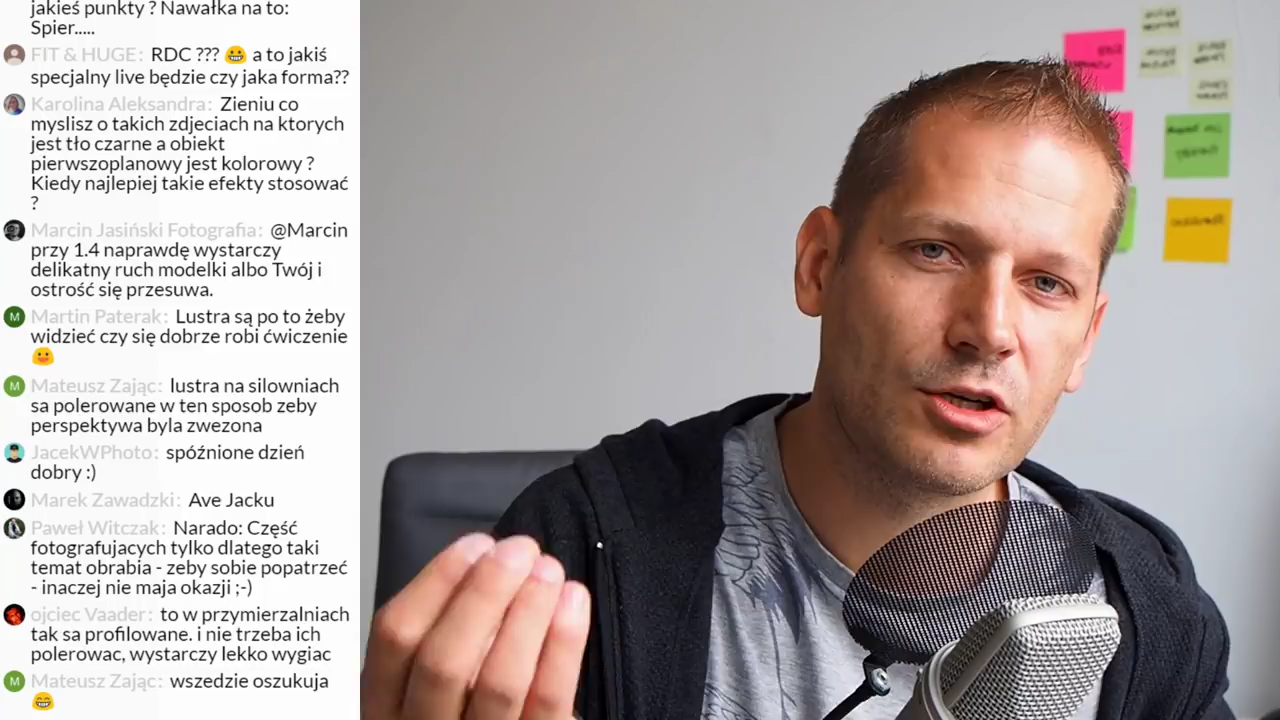 jakieś punkty ? Nawałka na to:
Spier.....
FIT & HUGE: RDC ??? 😀 a to jakiś
specjalny live będzie czy jaka forma??
Karolina Aleksandra: Zieniu co
myslisz o takich zdjeciach na ktorych
jest tło czarne a obiekt
pierwszoplanowy jest kolorowy ?
Kiedy najlepiej takie efekty stosować
?
Marcin Jasiński Fotografia: @Marcin
przy 1.4 naprawdę wystarczy
delikatny ruch modelki albo Twój i
ostrość się przesuwa.
M Martin Paterak: Lustra są po to żeby
widzieć czy się dobrze robi ćwiczenie
😛
M Mateusz Zając: lustra na silowniach
sa polerowane w ten sposob zeby
perspektywa byla zwezona
JacekWPhoto: spóźnione dzień
dobry :)
Marek Zawadzki: Ave Jacku
Paweł Witczak: Narado: Część
fotografujacych tylko dlatego taki
temat obrabia - zeby sobie popatrzeć
- inaczej nie maja okazji ;-)
ojciec Vaader: to w przymierzalniach
tak sa profilowane. i nie trzeba ich
polerowac, wystarczy lekko wygiac
M Mateusz Zając: wszedzie oszukuja
😄